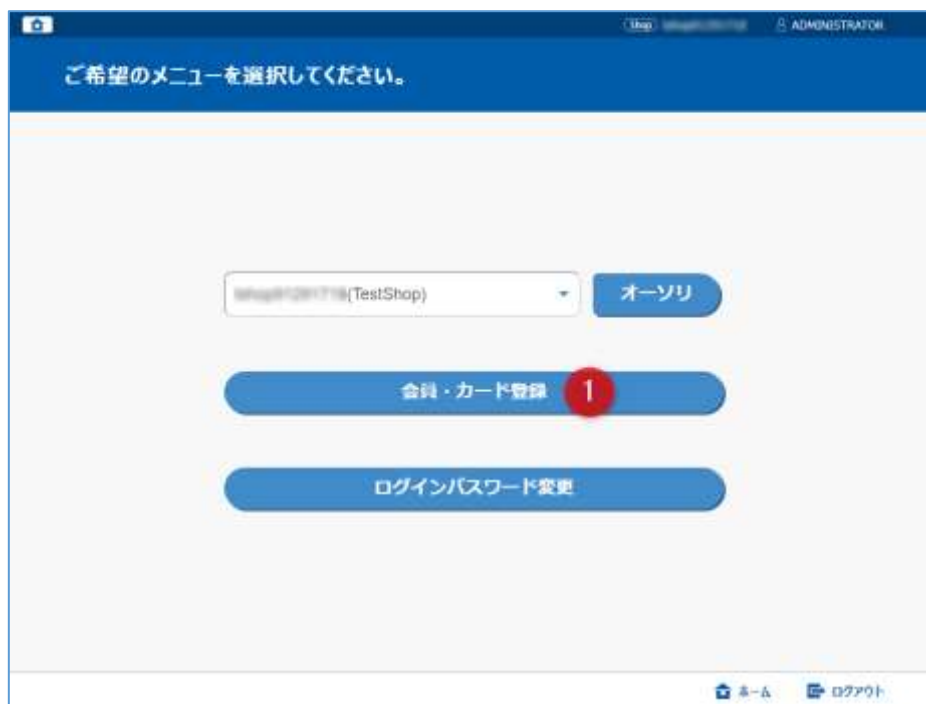 Shop
ADMINISTRATOR
ご希望のメニューを選択してください。
(TestShop)
オーソリ
会員・カード登録
1
ログインパスワード変更
ホーム
ログアウト